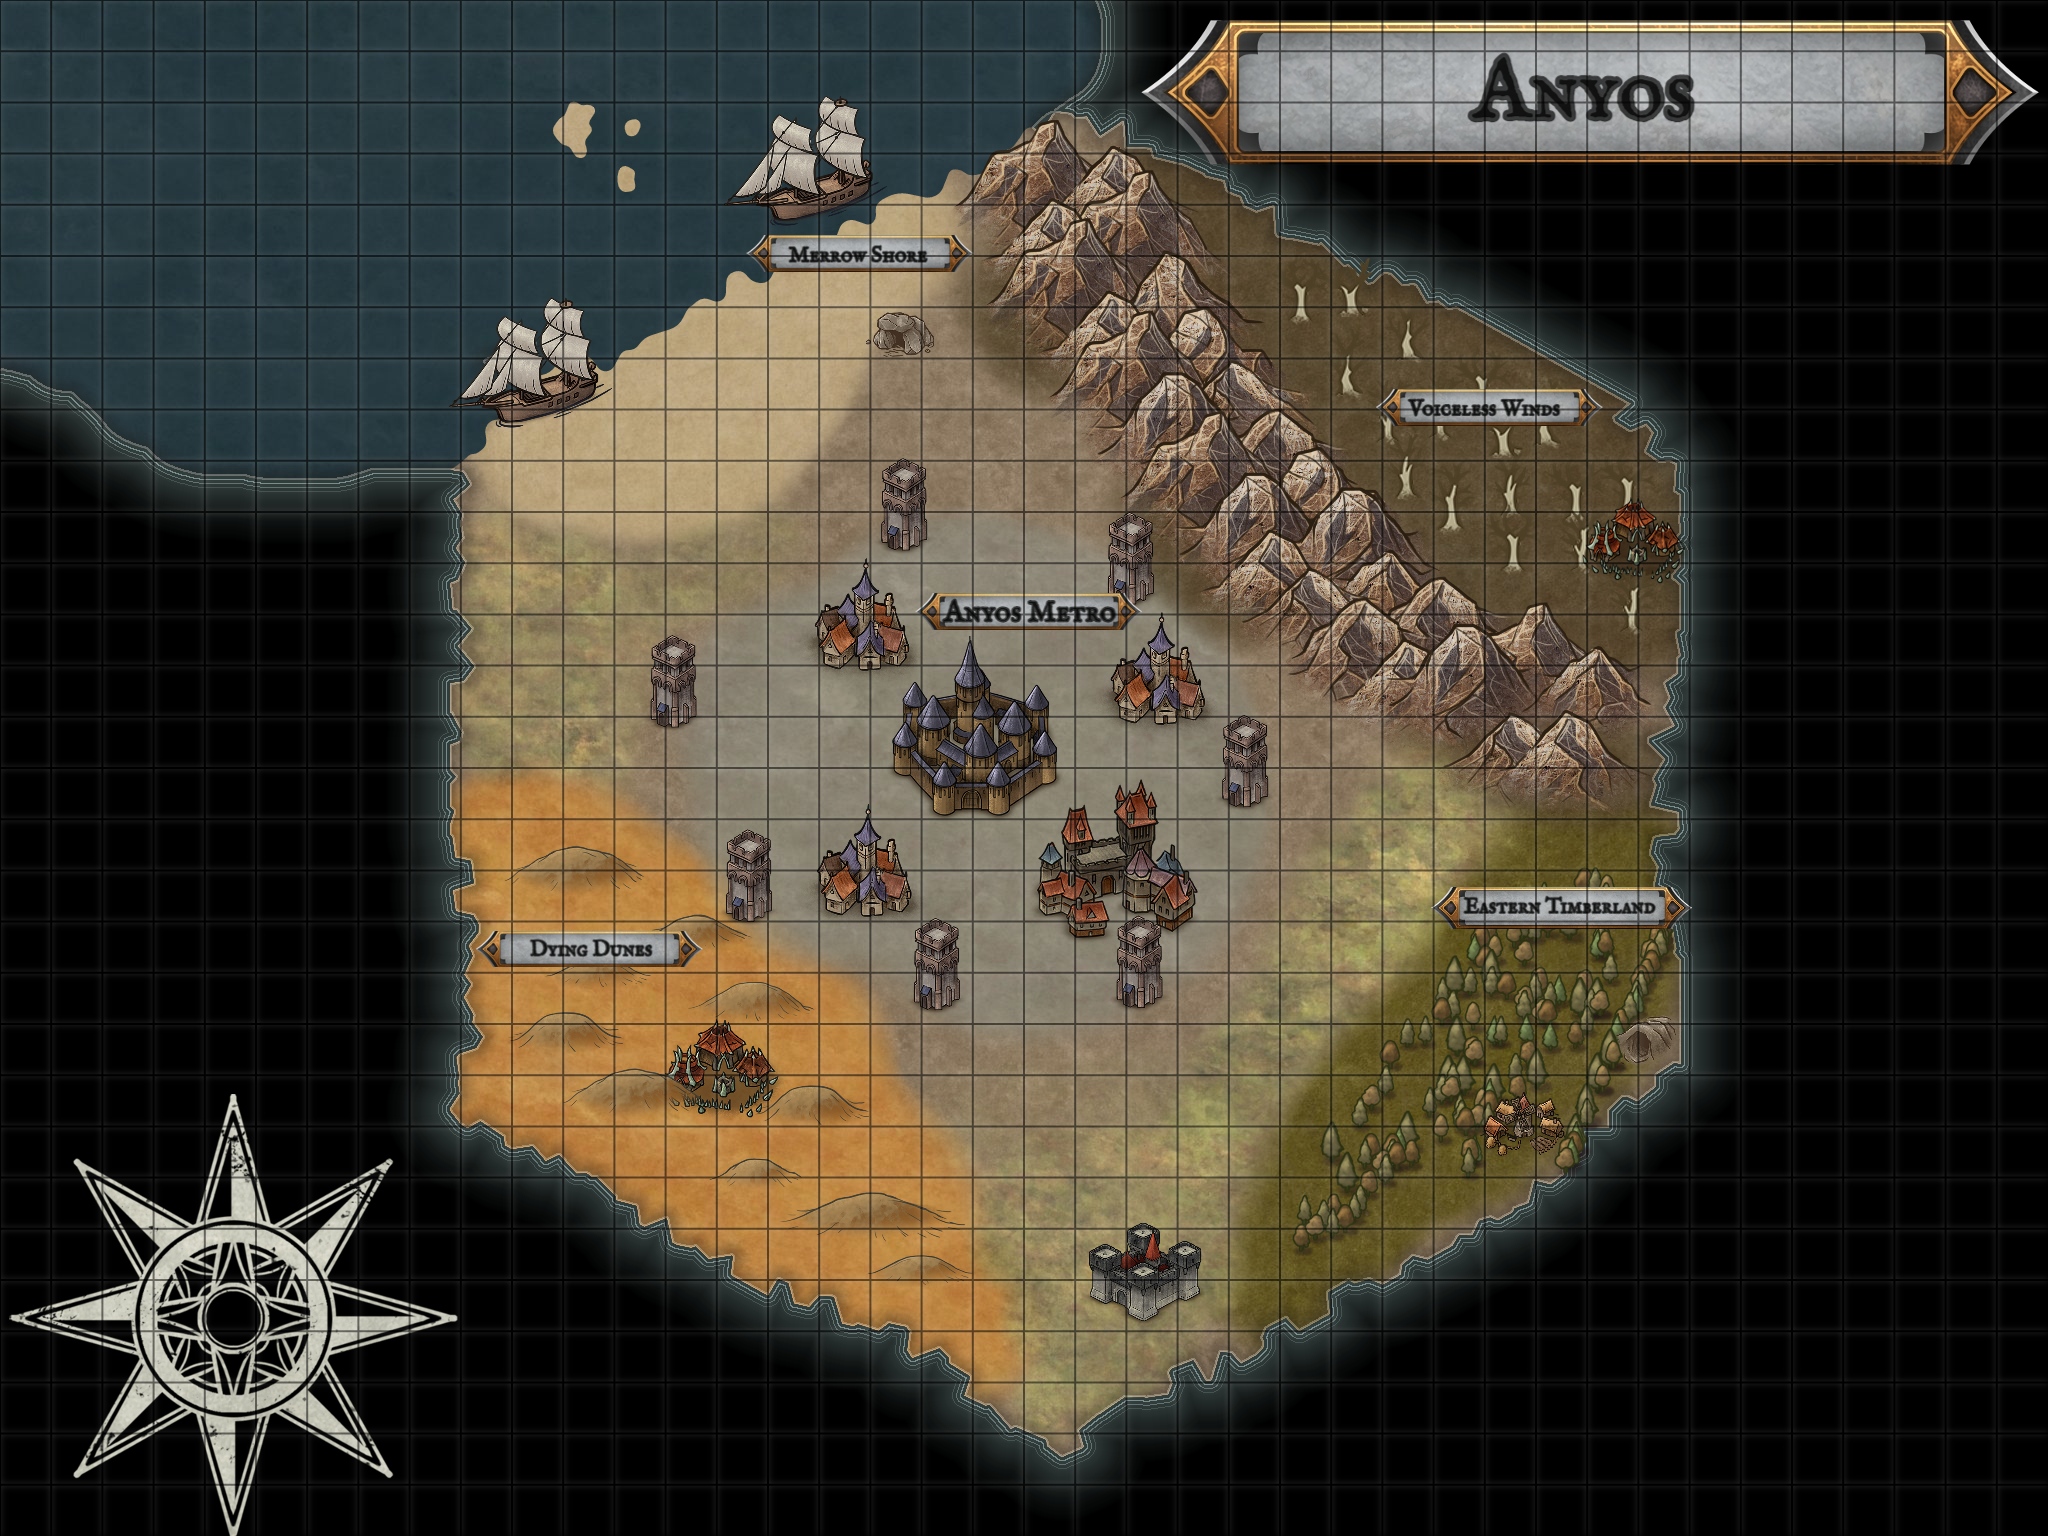 Anyos
Merrow Shore
Voiceless Winds
Anyos Metro
Eastern Timberland
Dying Dunes